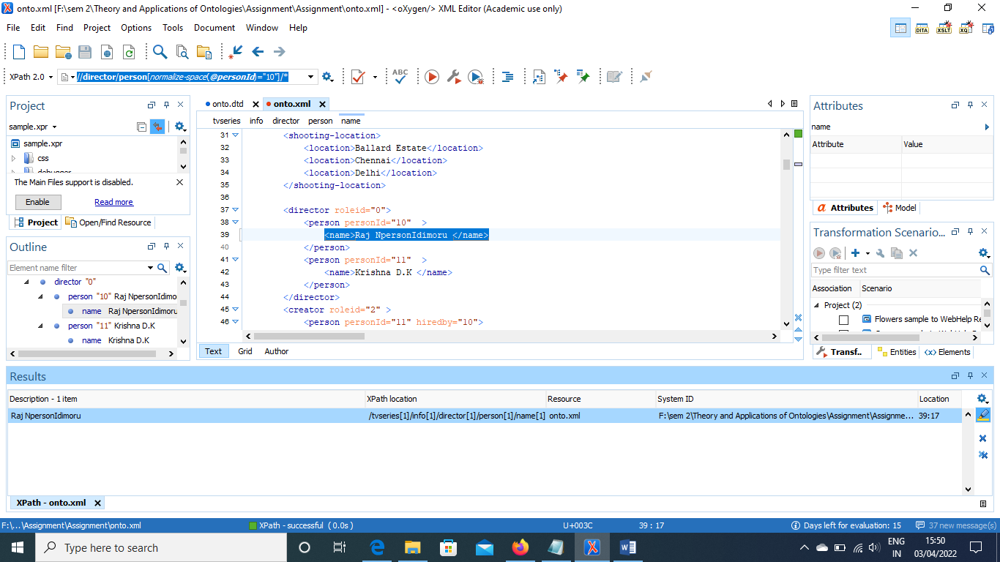 onto.xml [F:\sem 2\Theory and Applications of Ontologies\Assignment\Assignment\onto.xml] - <oXygen/> XML Editor (Academic use only)
File Edit Find Project Options Tools Document Window Help
DITA XSLT XQ
XPath 2.0 //director/person[normalize-space(@personId)="10"]/*
ABC
Project
sample.xpr
sample.xpr
css
debugger
The Main Files support is disabled.
Enable Read more
Project Open/Find Resource
Outline
Element name filter
director "0"
person "10" Raj NpersonIdimo
name Raj NpersonIdimoru
person "11" Krishna D.K
name Krishna D.K
onto.dtd onto.xml
tvseries info director person name
31 <shooting-location>
32 <location>Ballard Estate</location>
33 <location>Chennai</location>
34 <location>Delhi</location>
35 </shooting-location>
36
37 <director roleid="0">
38 <person personId="10"  >
39 <name>Raj NpersonIdimoru </name>
40 </person>
41 <person personId="11"  >
42 <name>Krishna D.K </name>
43 </person>
44 </director>
45 <creator roleid="2" >
46 <person personId="11" hiredby="10">
Text Grid Author
Attributes
name
Attribute Value
Attributes Model
Transformation Scenario...
Type filter text
Association Scenario
Project (2)
Flowers sample to WebHelp Re
Transf.. Entities Elements
Results
Description - 1 item XPath location Resource System ID Location
Raj NpersonIdimoru /tvseries[1]/info[1]/director[1]/person[1]/name[1] onto.xml F:\sem 2\Theory and Applications of Ontologies\Assignment\Assignme... 39:17
XPath - onto.xml
F:\...\Assignment\Assignment\onto.xml XPath - successful ( 0.0s ) U+003C 39 : 17 Days left for evaluation: 15 37 new message(s)
Type here to search
ENG
IN
15:50
03/04/2022